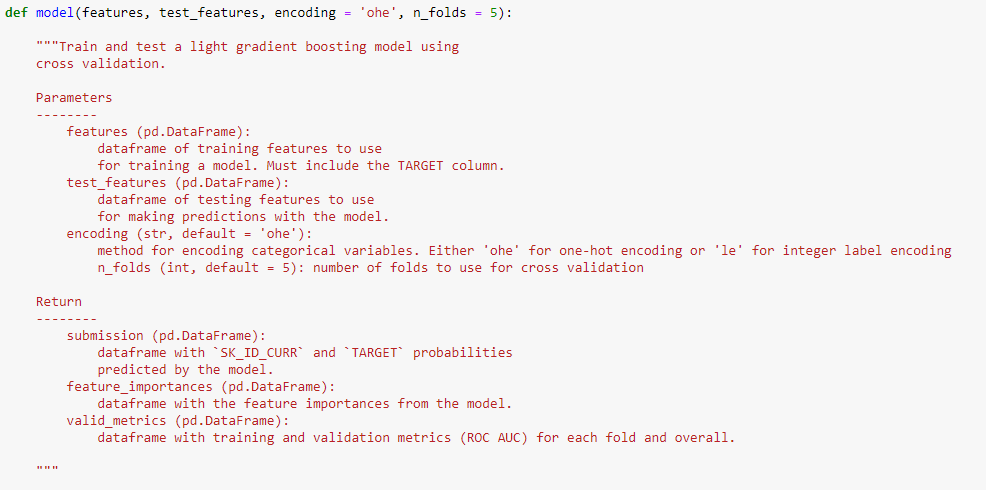 def model(features, test_features, encoding = 'ohe', n_folds = 5):
"""Train and test a light gradient boosting model using
cross validation.
Parameters
--------
features (pd.DataFrame):
dataframe of training features to use
for training a model. Must include the TARGET column.
test_features (pd.DataFrame):
dataframe of testing features to use
for making predictions with the model.
encoding (str, default = 'ohe'):
method for encoding categorical variables. Either 'ohe' for one-hot encoding or 'le' for integer label encoding
n_folds (int, default = 5): number of folds to use for cross validation
Return
--------
submission (pd.DataFrame):
dataframe with `SK_ID_CURR` and `TARGET` probabilities
predicted by the model.
feature_importances (pd.DataFrame):
dataframe with the feature importances from the model.
valid_metrics (pd.DataFrame):
dataframe with training and validation metrics (ROC AUC) for each fold and overall.
"""